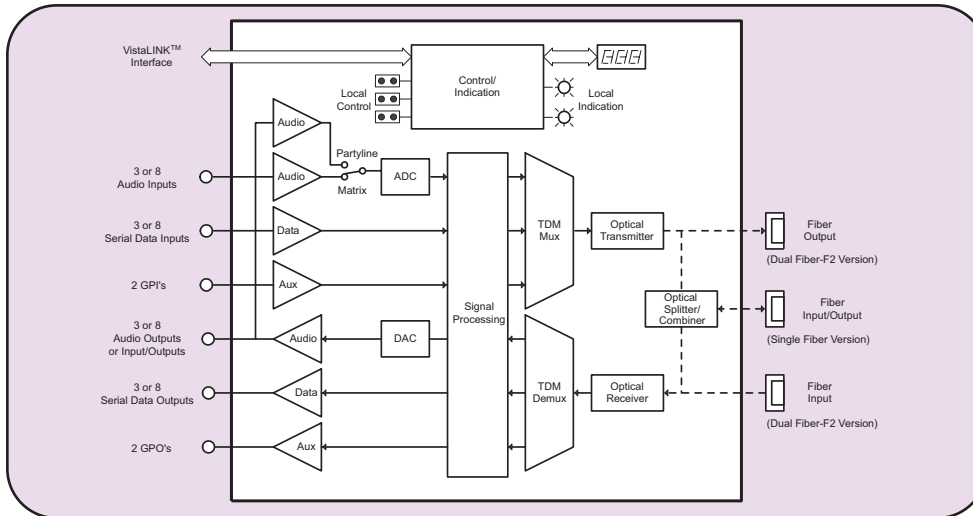 VistaLINK™
Interface
Control/
Indication
Local
Control
Local
Indication
Audio
Partyline
3 or 8
Audio Inputs
Audio
Matrix
ADC
3 or 8
Serial Data Inputs
Data
TDM
Mux
Optical
Transmitter
Fiber
Output
(Dual Fiber-F2 Version)
2 GPI's
Aux
Signal
Processing
Optical
Splitter/
Combiner
Fiber
Input/Output
(Single Fiber Version)
3 or 8
Audio Outputs
or Input/Outputs
Audio
DAC
3 or 8
Serial Data Outputs
Data
TDM
Demux
Optical
Receiver
Fiber
Input
(Dual Fiber-F2 Version)
2 GPO's
Aux